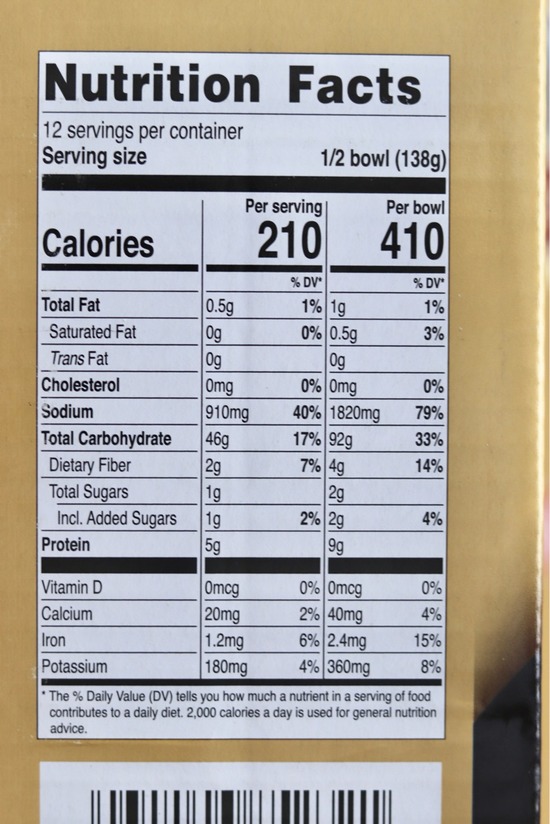 Nutrition Facts
12 servings per container
Serving size 1/2 bowl (138g)
Per serving Per bowl
Calories 210 410
% DV* % DV*
Total Fat 0.5g 1% 1g 1%
Saturated Fat 0g 0% 0.5g 3%
Trans Fat 0g 0g
Cholesterol 0mg 0% 0mg 0%
Sodium 910mg 40% 1820mg 79%
Total Carbohydrate 46g 17% 92g 33%
Dietary Fiber 2g 7% 4g 14%
Total Sugars 1g 2g
Incl. Added Sugars 1g 2% 2g 4%
Protein 5g 9g
Vitamin D 0mcg 0% 0mcg 0%
Calcium 20mg 2% 40mg 4%
Iron 1.2mg 6% 2.4mg 15%
Potassium 180mg 4% 360mg 8%
* The % Daily Value (DV) tells you how much a nutrient in a serving of food
contributes to a daily diet. 2,000 calories a day is used for general nutrition
advice.